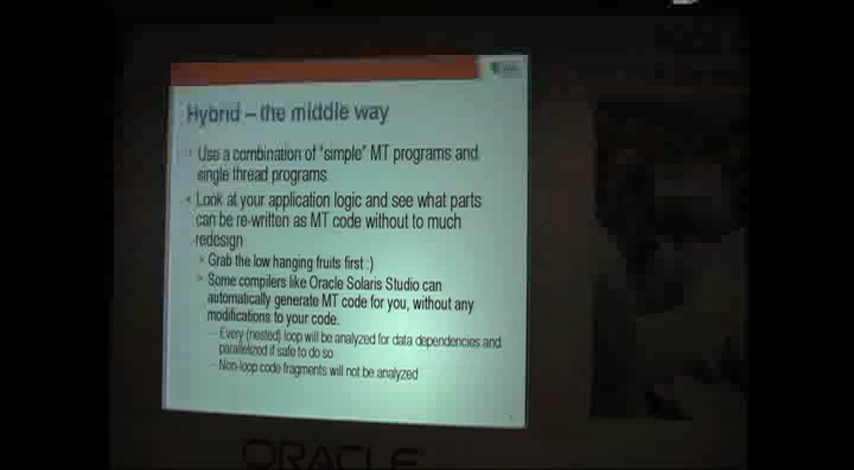 Hybrid – the middle way
Use a combination of "simple" MT programs and
single thread programs
Look at your application logic and see what parts
can be re-written as MT code without to much
redesign
Grab the low hanging fruits first :)
Some compilers like Oracle Solaris Studio can
automatically generate MT code for you, without any
modifications to your code.
– Every (nested) loop will be analyzed for data dependencies and
parallelized if safe to do so
– Non-loop code fragments will not be analyzed
ORACLE